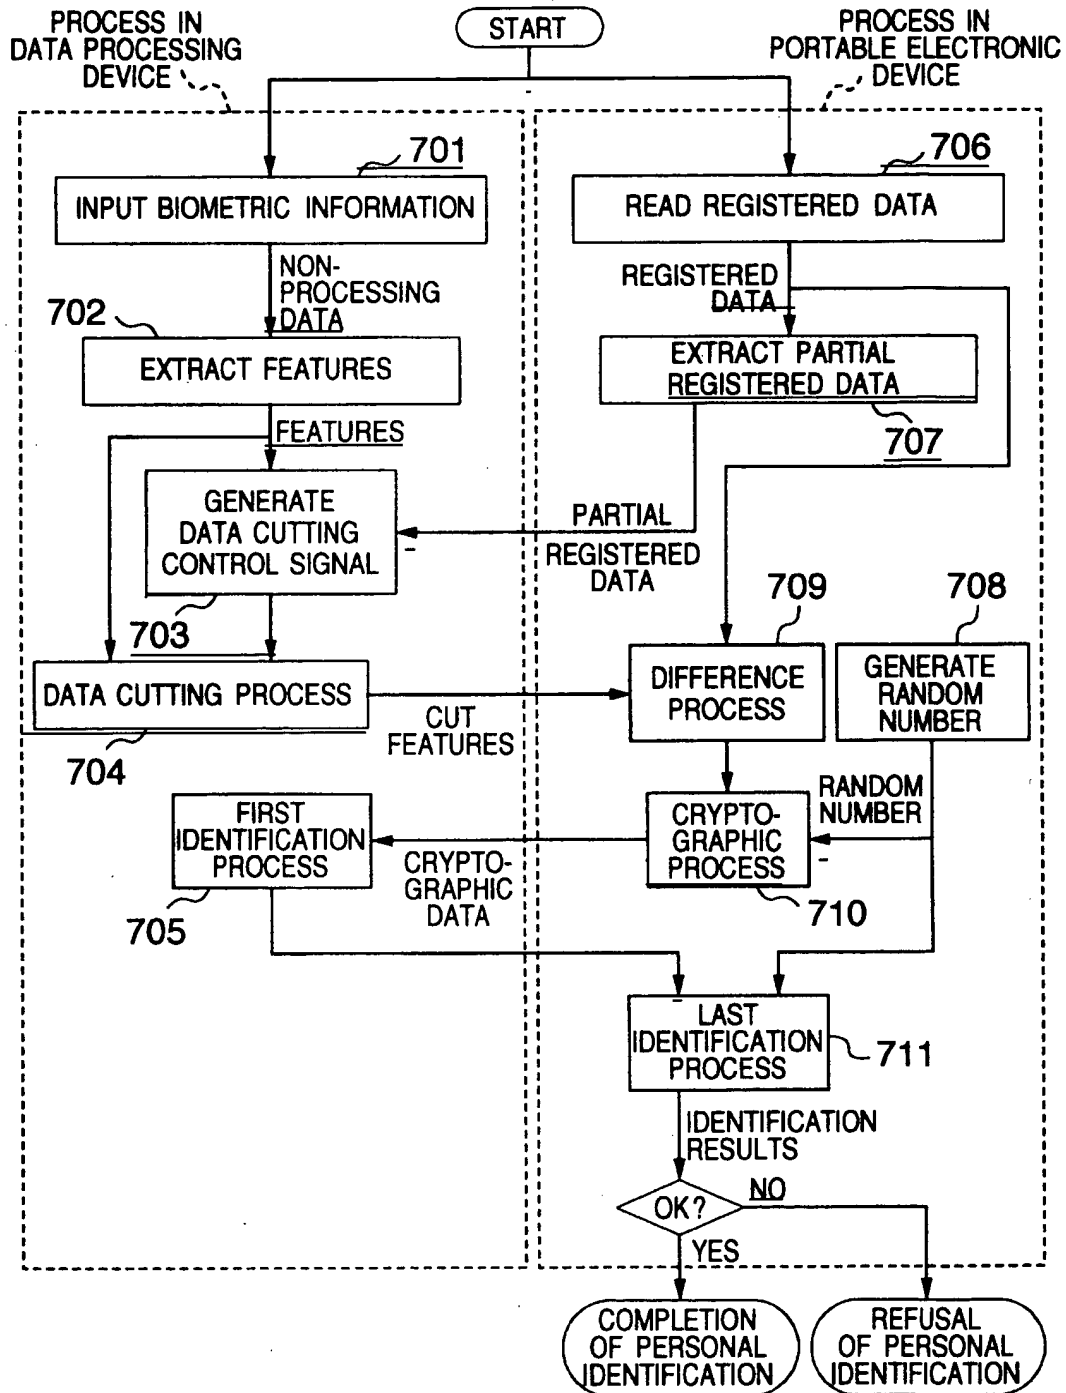 PROCESS IN
DATA PROCESSING
DEVICE
START
PROCESS IN
PORTABLE ELECTRONIC
DEVICE
701
INPUT BIOMETRIC INFORMATION
706
READ REGISTERED DATA
NON-
PROCESSING
DATA
REGISTERED
DATA
702
EXTRACT FEATURES
EXTRACT PARTIAL
REGISTERED DATA
707
FEATURES
GENERATE
DATA CUTTING
CONTROL SIGNAL
703
PARTIAL
REGISTERED
DATA
709
708
DATA CUTTING PROCESS
704
CUT
FEATURES
DIFFERENCE
PROCESS
GENERATE
RANDOM
NUMBER
FIRST
IDENTIFICATION
PROCESS
705
CRYPTO-
GRAPHIC
DATA
CRYPTO-
GRAPHIC
PROCESS
710
RANDOM
NUMBER
LAST
IDENTIFICATION
PROCESS
711
IDENTIFICATION
RESULTS
OK?
NO
YES
COMPLETION
OF PERSONAL
IDENTIFICATION
REFUSAL
OF PERSONAL
IDENTIFICATION